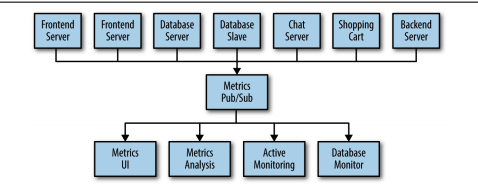 Frontend
Server
Frontend
Server
Database
Server
Database
Slave
Chat
Server
Shopping
Cart
Backend
Server
Metrics
Pub/Sub
Metrics
UI
Metrics
Analysis
Active
Monitoring
Database
Monitor